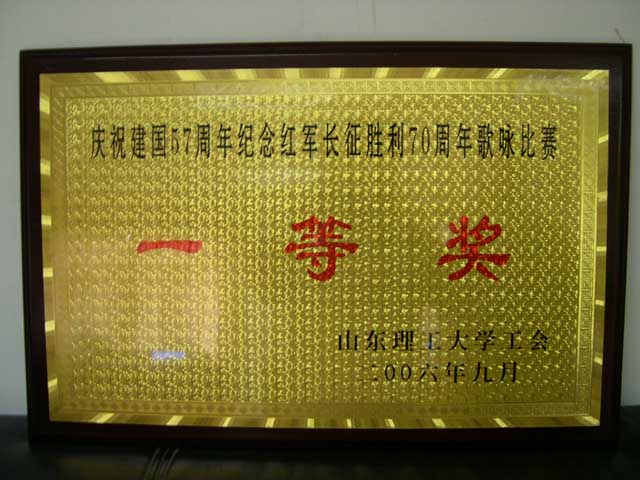 庆祝建国57周年纪念红军长征胜利70周年歌咏比赛
一等奖
山东理工大学工会
二00六年九月